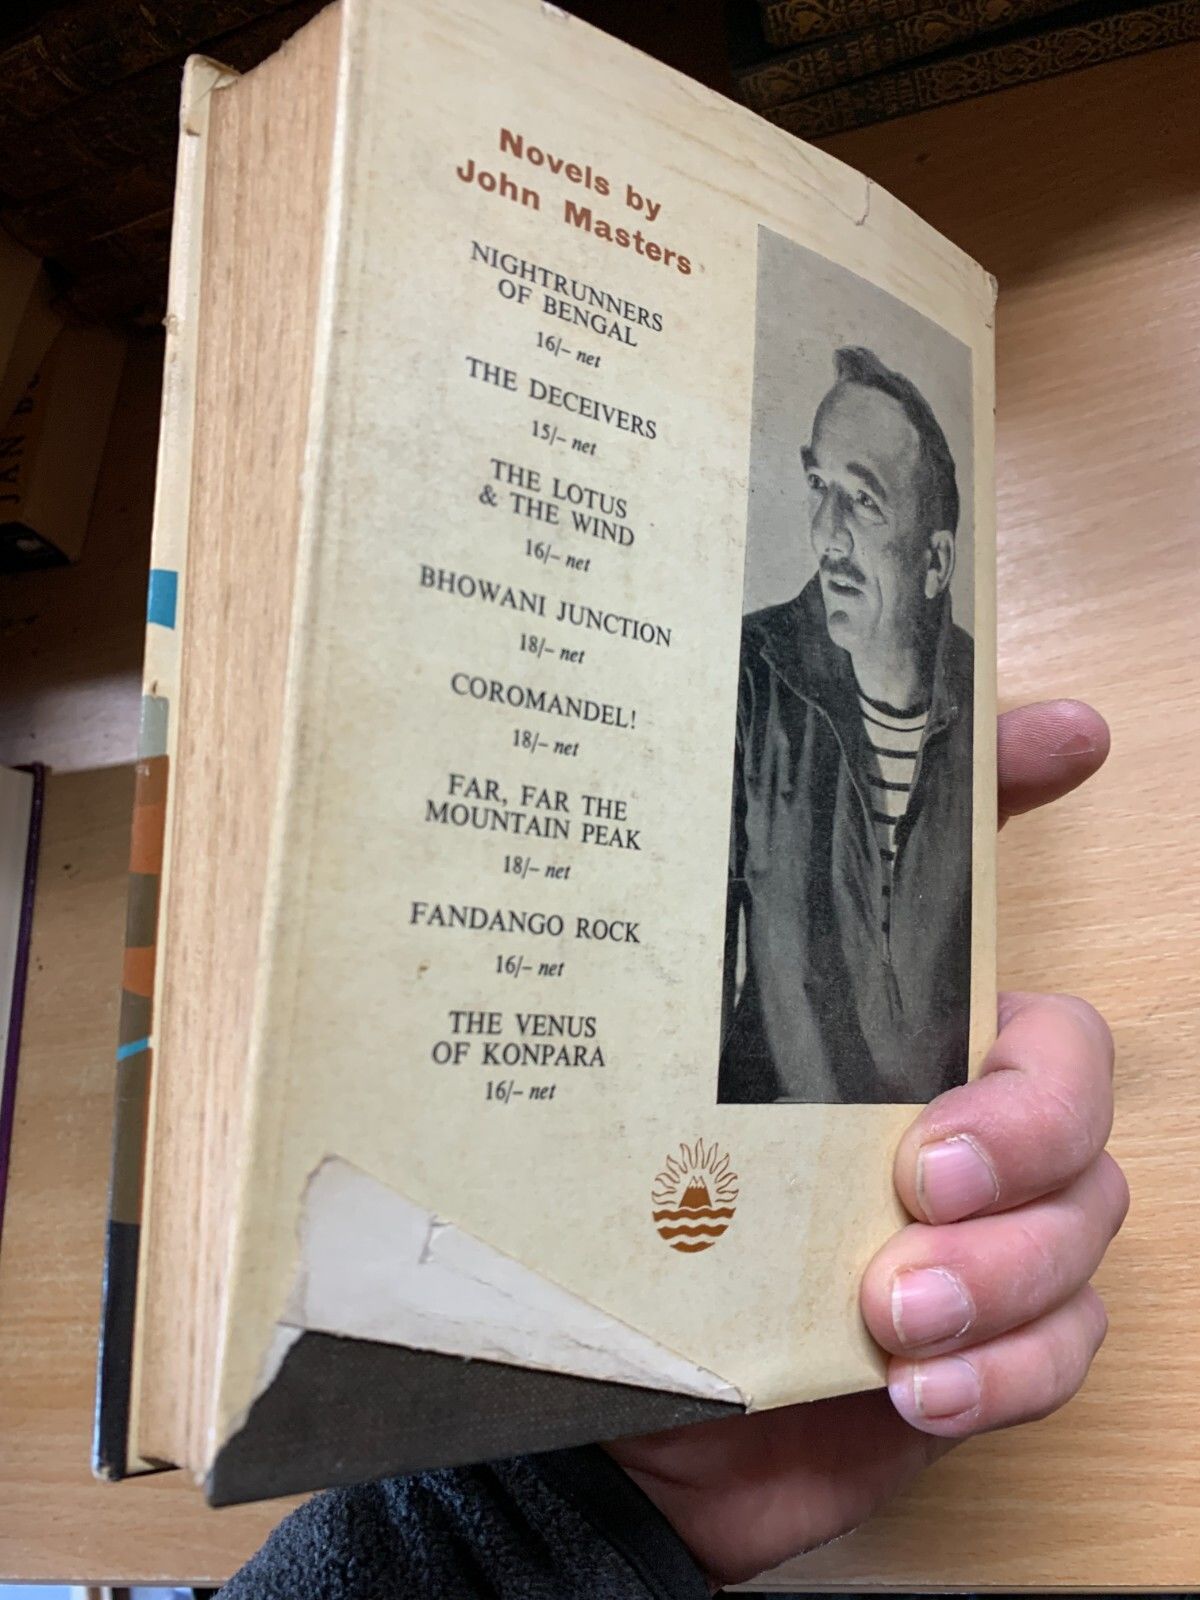 Novels by
John Masters
NIGHTRUNNERS
OF BENGAL
16/– net
THE DECEIVERS
15/– net
THE LOTUS
& THE WIND
16/– net
BHOWANI JUNCTION
18/– net
COROMANDEL!
18/– net
FAR, FAR THE
MOUNTAIN PEAK
18/– net
FANDANGO ROCK
16/– net
THE VENUS
OF KONPARA
16/– net